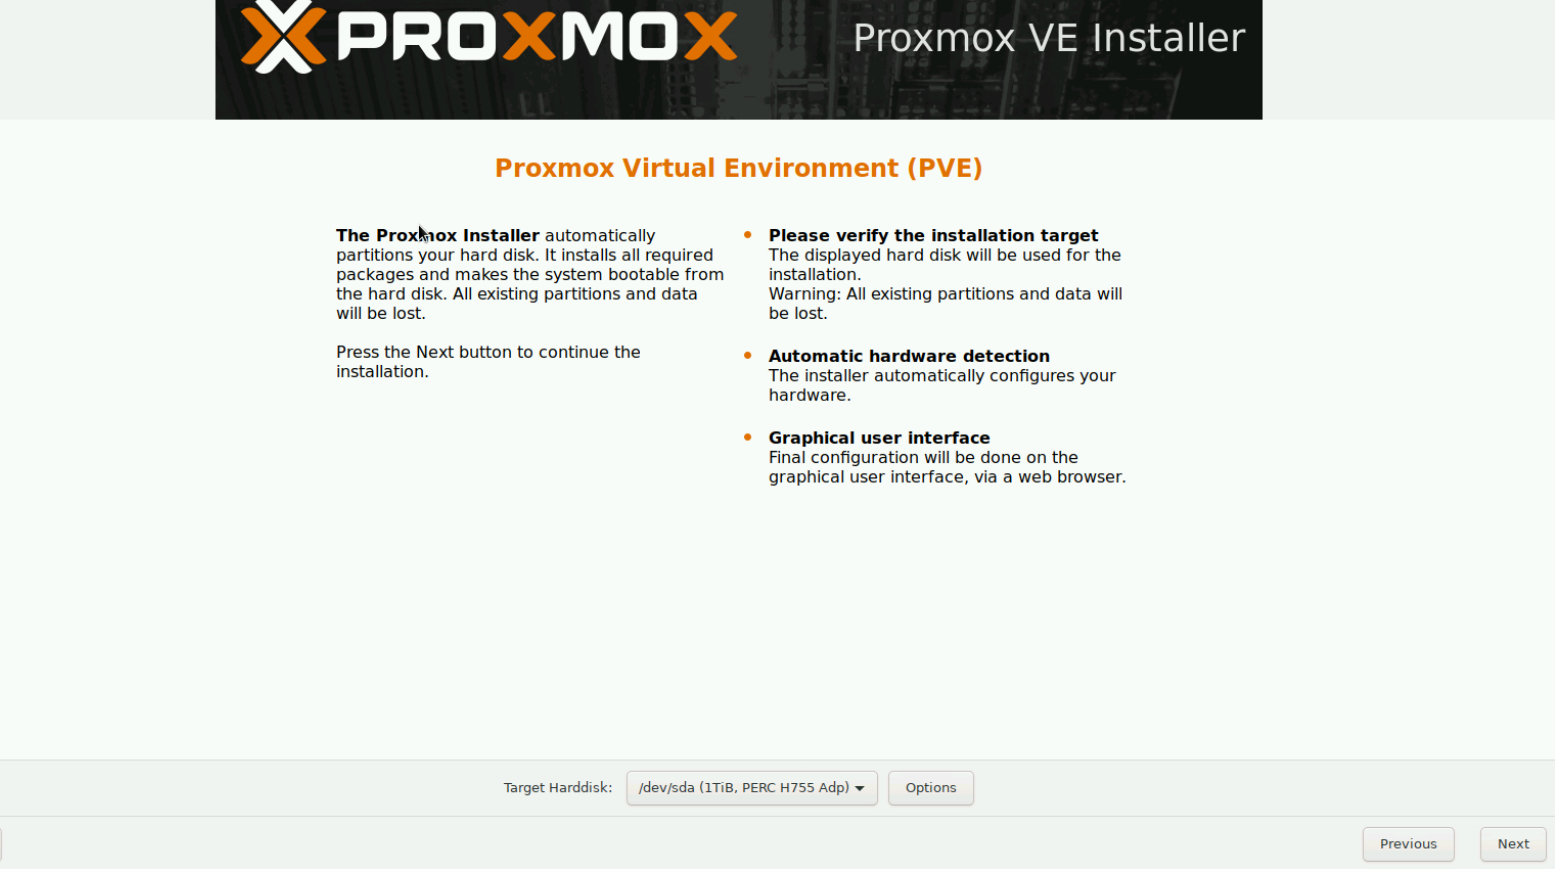 PROXMOX
Proxmox VE Installer
Proxmox Virtual Environment (PVE)
The Proxmox Installer automatically
partitions your hard disk. It installs all required
packages and makes the system bootable from
the hard disk. All existing partitions and data
will be lost.
Press the Next button to continue the
installation.
Please verify the installation target
The displayed hard disk will be used for the
installation.
Warning: All existing partitions and data will
be lost.
Automatic hardware detection
The installer automatically configures your
hardware.
Graphical user interface
Final configuration will be done on the
graphical user interface, via a web browser.
Target Harddisk: /dev/sda (1TiB, PERC H755 Adp) Options
Previous Next